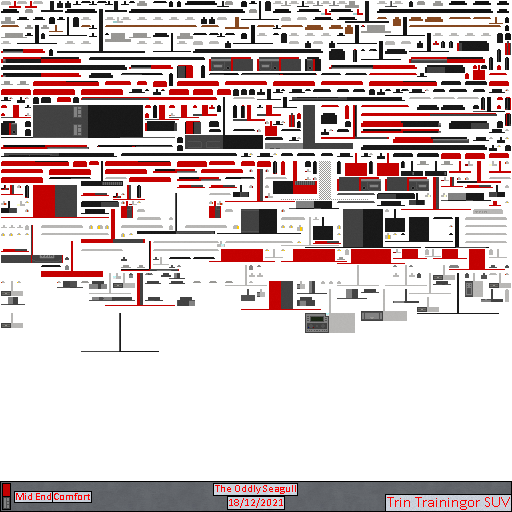 The Oddly Seagull
Mid End Comfort
18/12/2021
Trin Trainingor SUV